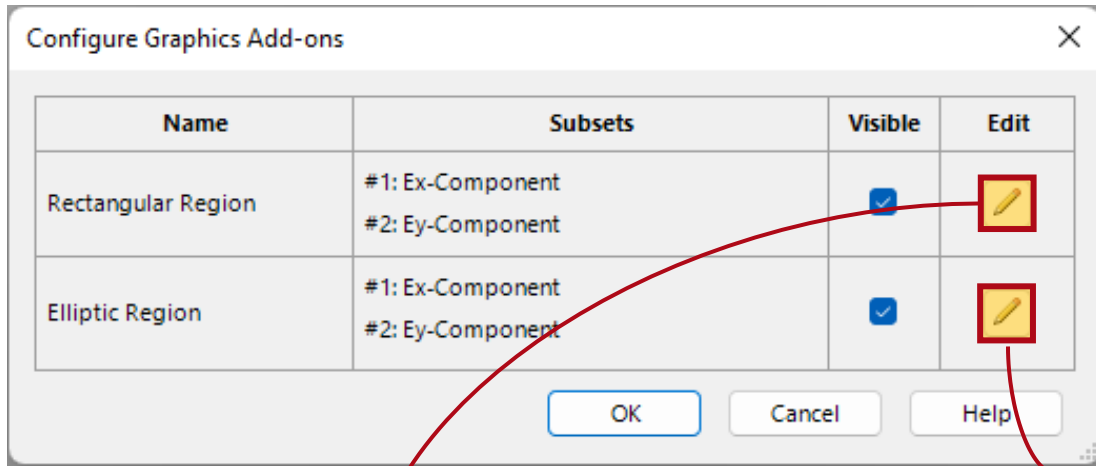 Configure Graphics Add-ons
Name Subsets Visible Edit
#1: Ex-Component
Rectangular Region
#2: Ey-Component
#1: Ex-Component
Elliptic Region
#2: Ey-Component
OK Cancel Help